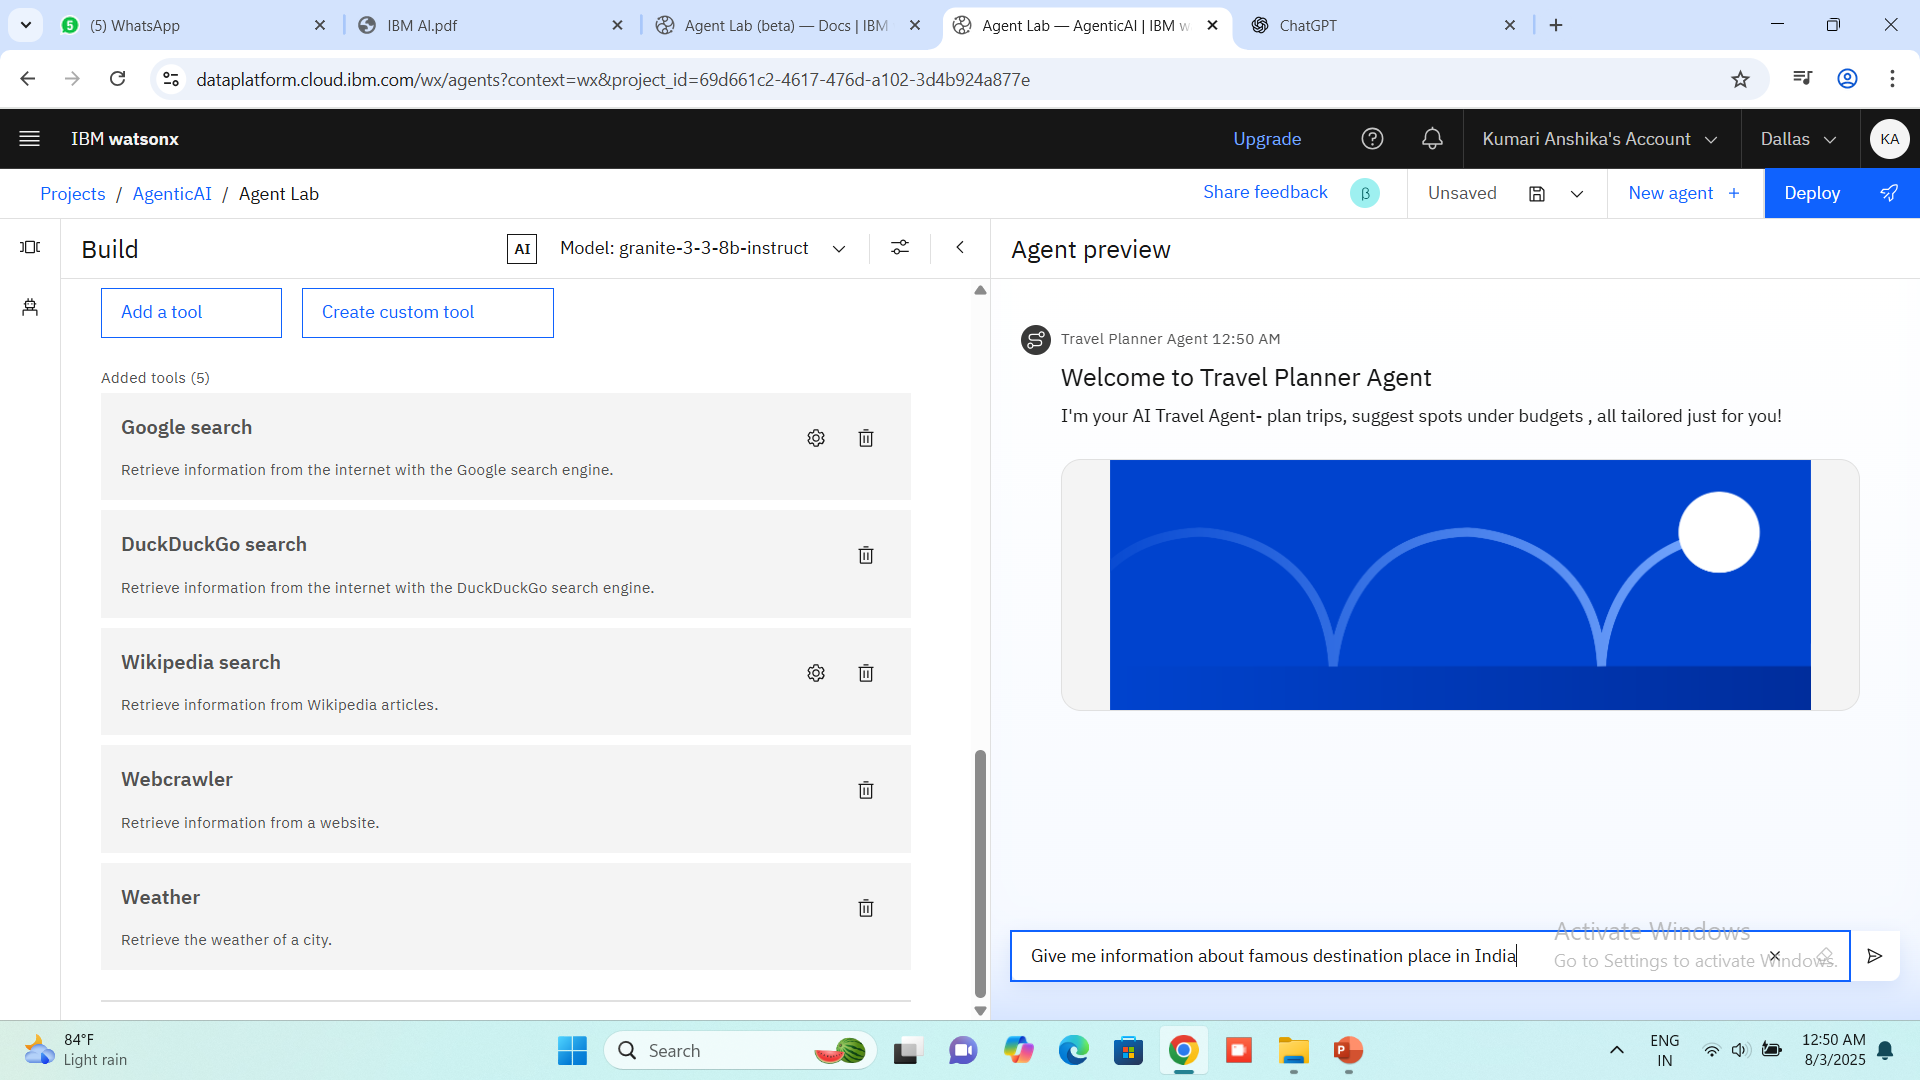 (5) WhatsApp
IBM AI.pdf
Agent Lab (beta) — Docs | IBM
Agent Lab — AgenticAI | IBM w
ChatGPT
dataplatform.cloud.ibm.com/wx/agents?context=wx&project_id=69d661c2-4617-476d-a102-3d4b924a877e
IBM watsonx
Upgrade
Kumari Anshika's Account
Dallas
KA
Projects / AgenticAI / Agent Lab
Share feedback
β
Unsaved
New agent +
Deploy
Build
AI
Model: granite-3-3-8b-instruct
Agent preview
Add a tool
Create custom tool
Added tools (5)
Google search
Retrieve information from the internet with the Google search engine.
DuckDuckGo search
Retrieve information from the internet with the DuckDuckGo search engine.
Wikipedia search
Retrieve information from Wikipedia articles.
Webcrawler
Retrieve information from a website.
Weather
Retrieve the weather of a city.
Travel Planner Agent 12:50 AM
Welcome to Travel Planner Agent
I'm your AI Travel Agent- plan trips, suggest spots under budgets , all tailored just for you!
Activate Windows
Give me information about famous destination place in India
Go to Settings to activate Windows.
84°F
Light rain
Search
ENG
IN
12:50 AM
8/3/2025